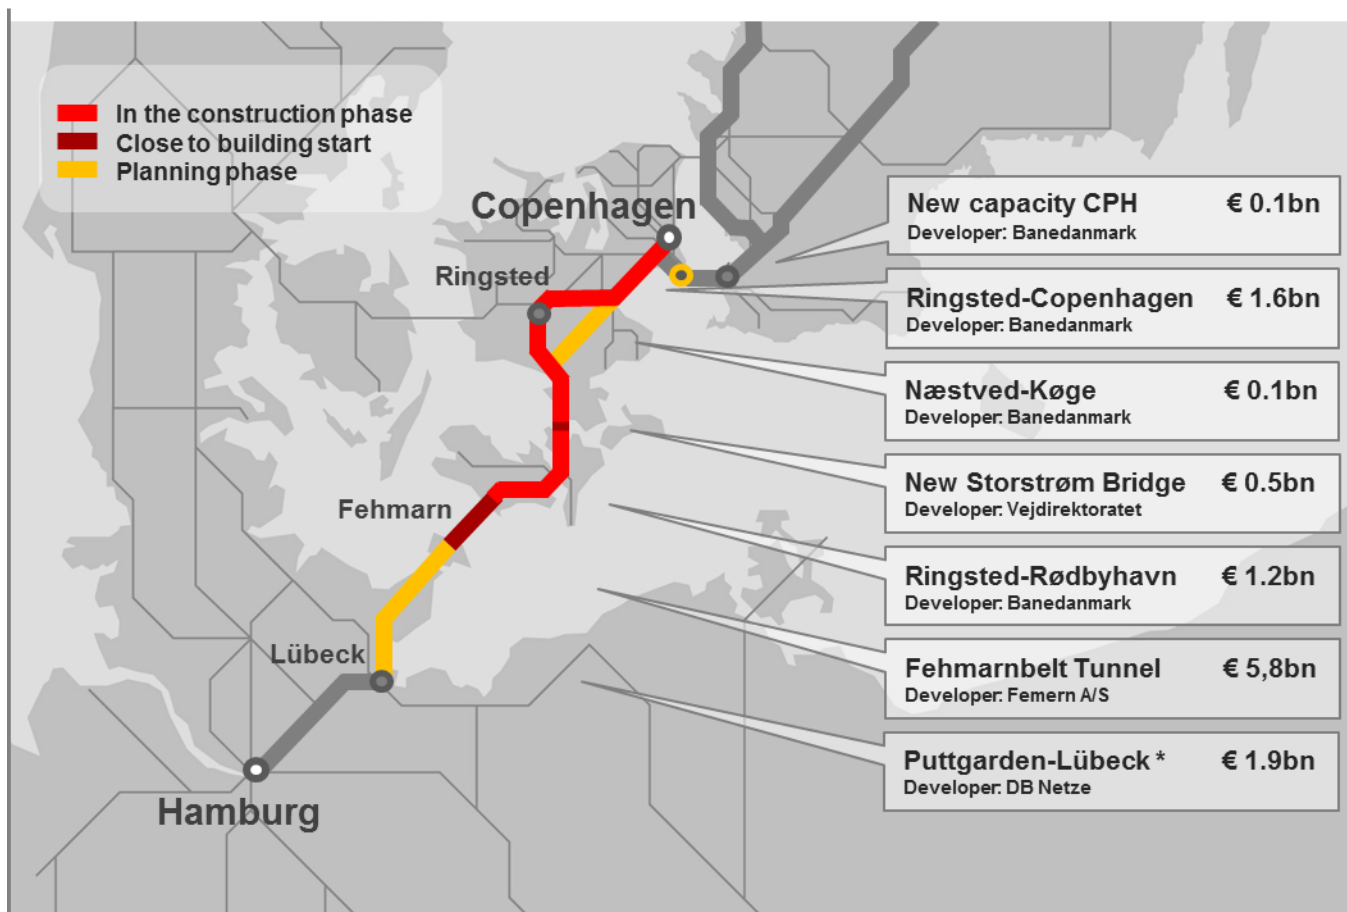 In the construction phase
Close to building start
Planning phase
Copenhagen
Ringsted
Fehmarn
Lübeck
Hamburg
New capacity CPH € 0.1bn
Developer: Banedanmark
Ringsted-Copenhagen € 1.6bn
Developer: Banedanmark
Næstved-Køge € 0.1bn
Developer: Banedanmark
New Storstrøm Bridge € 0.5bn
Developer: Vejdirektoratet
Ringsted-Rødbyhavn € 1.2bn
Developer: Banedanmark
Fehmarnbelt Tunnel € 5,8bn
Developer: Femern A/S
Puttgarden-Lübeck * € 1.9bn
Developer: DB Netze